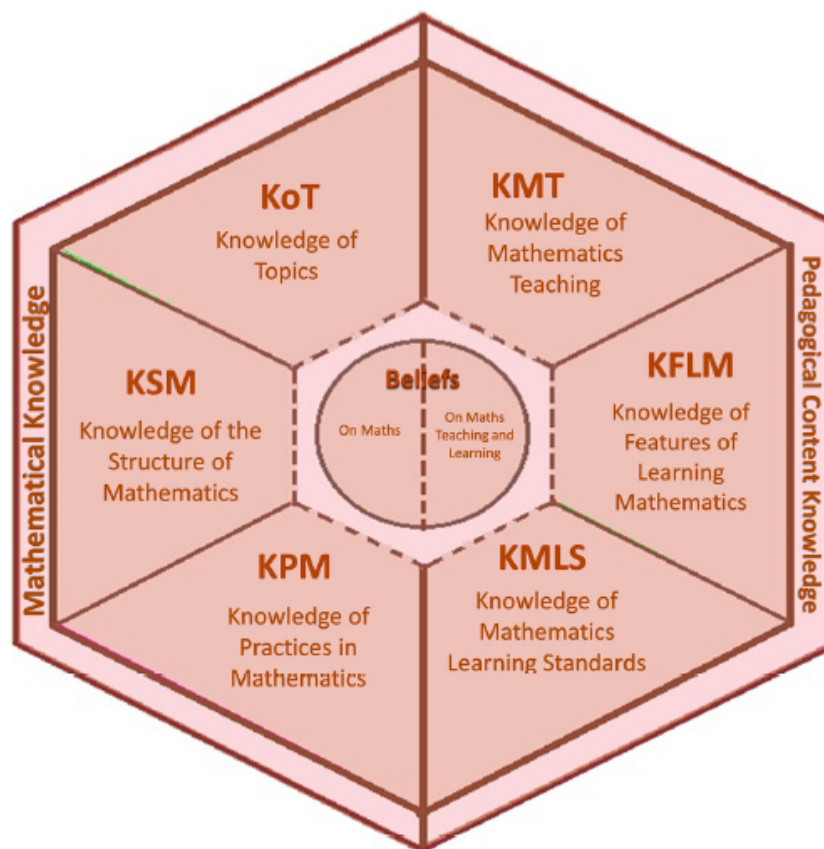 KoT
Knowledge of
Topics
KMT
Knowledge of
Mathematics
Teaching
Mathematical Knowledge
KSM
Knowledge of the
Structure of
Mathematics
Beliefs
On Maths
On Maths
Teaching and
Learning
KFLM
Knowledge of
Features of
Learning
Mathematics
Pedagogical Content Knowledge
KPM
Knowledge of
Practices in
Mathematics
KMLS
Knowledge of
Mathematics
Learning Standards